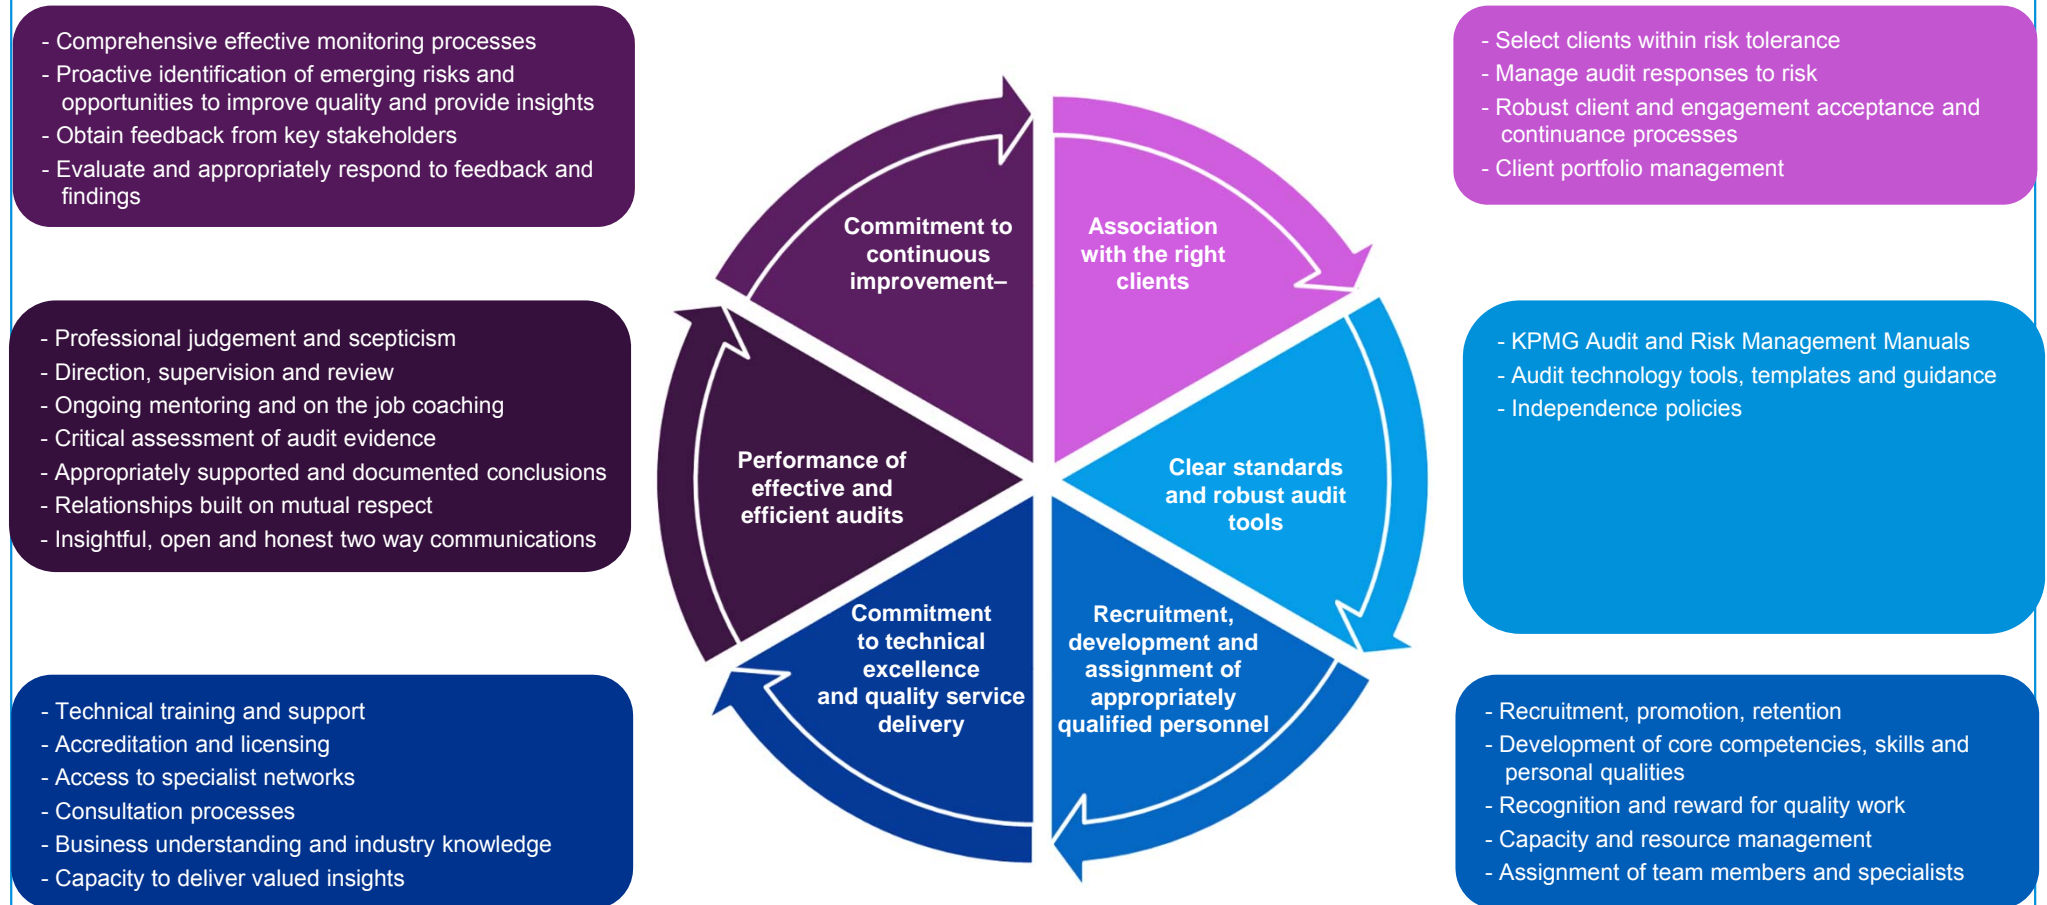 - Comprehensive effective monitoring processes
- Proactive identification of emerging risks and
opportunities to improve quality and provide insights
- Obtain feedback from key stakeholders
- Evaluate and appropriately respond to feedback and
findings
- Professional judgement and scepticism
- Direction, supervision and review
- Ongoing mentoring and on the job coaching
- Critical assessment of audit evidence
- Appropriately supported and documented conclusions
- Relationships built on mutual respect
- Insightful, open and honest two way communications
- Technical training and support
- Accreditation and licensing
- Access to specialist networks
- Consultation processes
- Business understanding and industry knowledge
- Capacity to deliver valued insights
Commitment to
continuous
improvement–
Association
with the right
clients
Performance of
effective and
efficient audits
Clear standards
and robust audit
tools
Commitment
to technical
excellence
and quality service
delivery
Recruitment,
development and
assignment of
appropriately
qualified personnel
- Select clients within risk tolerance
- Manage audit responses to risk
- Robust client and engagement acceptance and
continuance processes
- Client portfolio management
- KPMG Audit and Risk Management Manuals
- Audit technology tools, templates and guidance
- Independence policies
- Recruitment, promotion, retention
- Development of core competencies, skills and
personal qualities
- Recognition and reward for quality work
- Capacity and resource management
- Assignment of team members and specialists